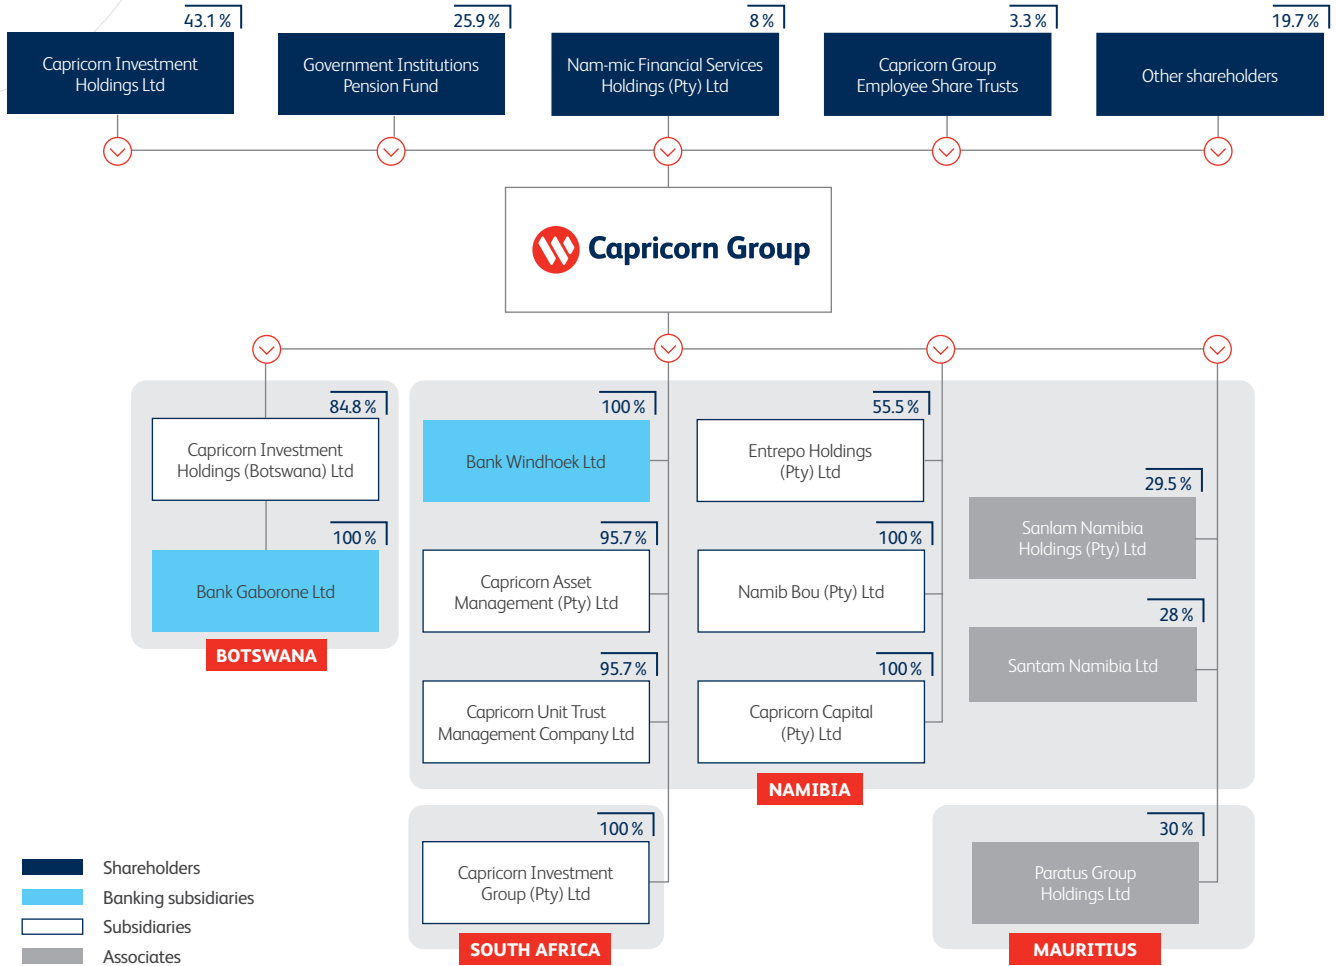 43.1 %
Capricorn Investment
Holdings Ltd
25.9 %
Government Institutions
Pension Fund
8 %
Nam-mic Financial Services
Holdings (Pty) Ltd
3.3 %
Capricorn Group
Employee Share Trusts
19.7 %
Other shareholders
Capricorn Group
84.8 %
Capricorn Investment
Holdings (Botswana) Ltd
100 %
Bank Gaborone Ltd
BOTSWANA
100 %
Bank Windhoek Ltd
95.7 %
Capricorn Asset
Management (Pty) Ltd
95.7 %
Capricorn Unit Trust
Management Company Ltd
55.5 %
Entrepo Holdings
(Pty) Ltd
100 %
Namib Bou (Pty) Ltd
100 %
Capricorn Capital
(Pty) Ltd
29.5 %
Sanlam Namibia
Holdings (Pty) Ltd
28 %
Santam Namibia Ltd
NAMIBIA
100 %
Capricorn Investment
Group (Pty) Ltd
SOUTH AFRICA
30 %
Paratus Group
Holdings Ltd
MAURITIUS
Shareholders
Banking subsidiaries
Subsidiaries
Associates